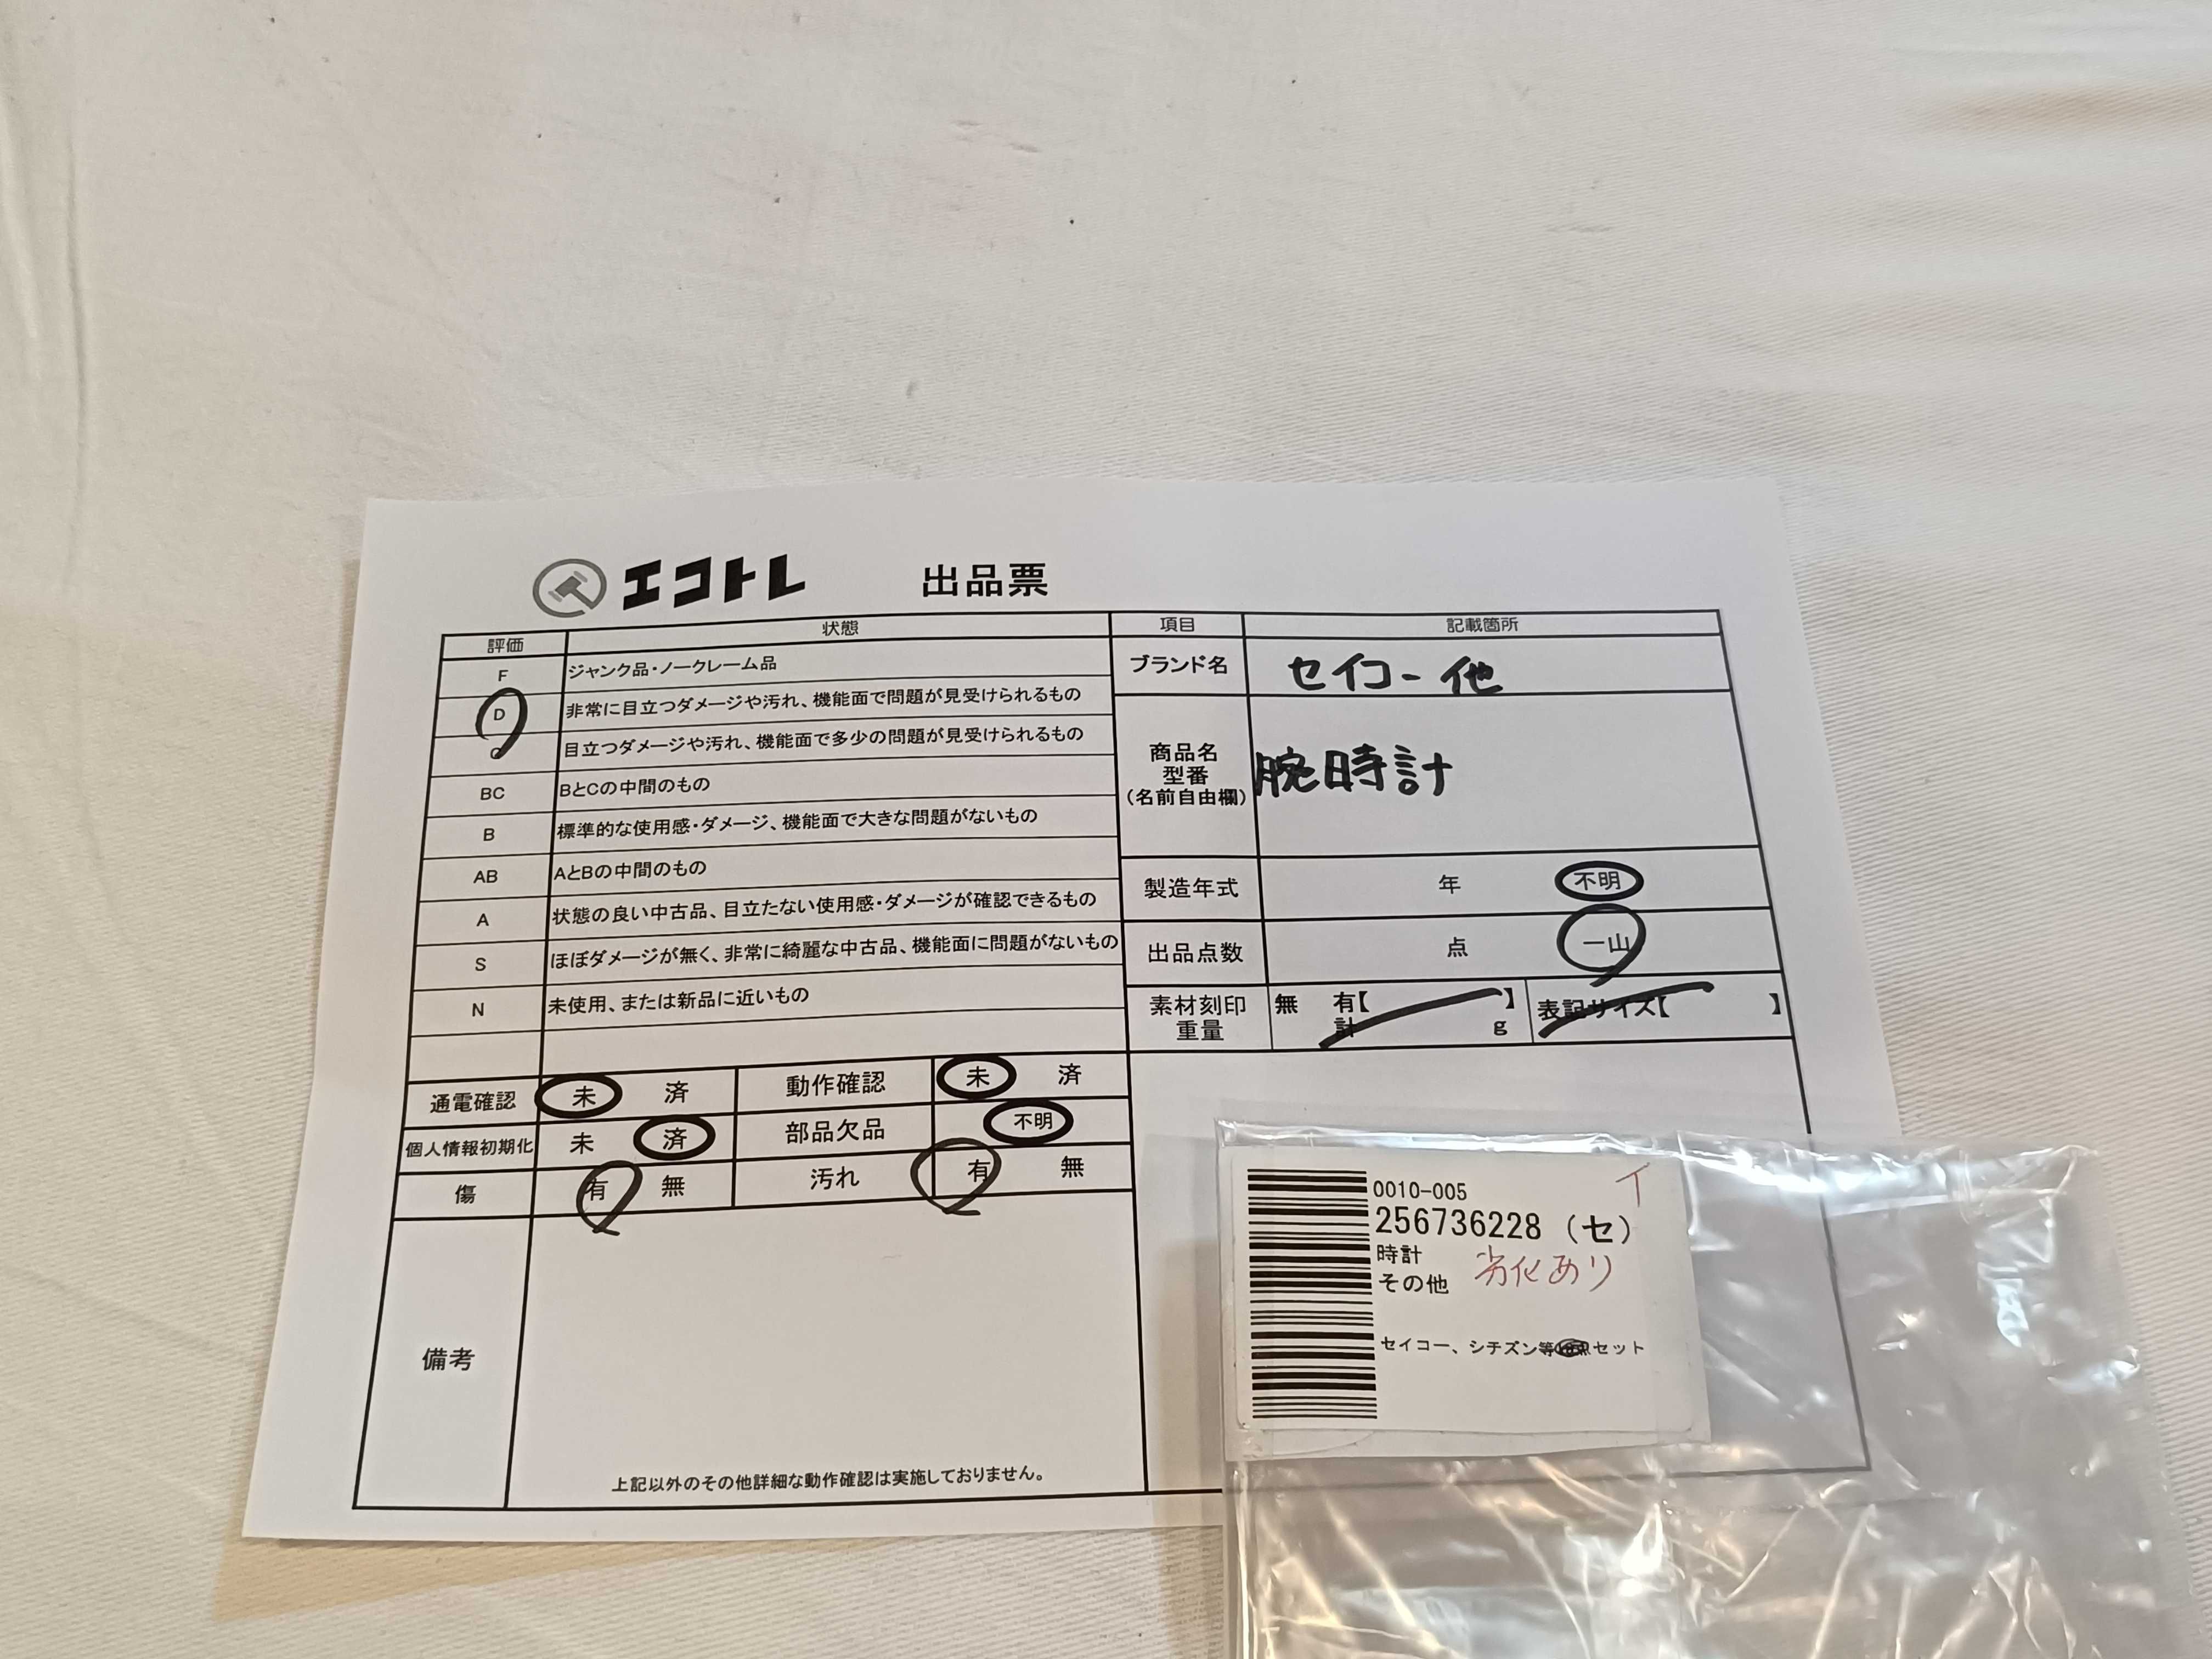 エコトレ 出品票
評価 状態
F ジャンク品・ノークレーム品
D 非常に目立つダメージや汚れ、機能面で問題が見受けられるもの
C 目立つダメージや汚れ、機能面で多少の問題が見受けられるもの
BC BとCの中間のもの
B 標準的な使用感・ダメージ、機能面で大きな問題がないもの
AB AとBの中間のもの
A 状態の良い中古品、目立たない使用感・ダメージが確認できるもの
S ほぼダメージが無く、非常に綺麗な中古品、機能面に問題がないもの
N 未使用、または新品に近いもの
項目 記載箇所
ブランド名 セイコー 他
商品名
型番
(名前自由欄)
腕時計
製造年式 年 不明
出品点数 点 一山
素材刻印 無 有【 】 表記サイズ【 】
重量 計 g
通電確認 未 済 動作確認 未 済
個人情報初期化 未 済 部品欠品 不明
傷 有 無 汚れ 有 無
備考
上記以外のその他詳細な動作確認は実施しておりません。
イ
0010-005
256736228 (セ)
時計
その他 劣化あり
セイコー、シチズン等 点セット